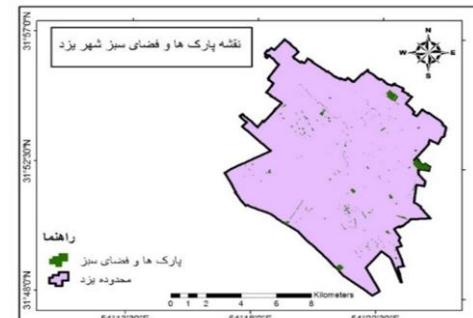 نقشه پارک ها و فضای سبز شهر یزد
N
W E
S
31°57'0"N
31°52'30"N
31°48'0"N
راهنما
پارک ها و فضای سبز
محدوده یزد
0 1 2 4 6 8 Kilometers